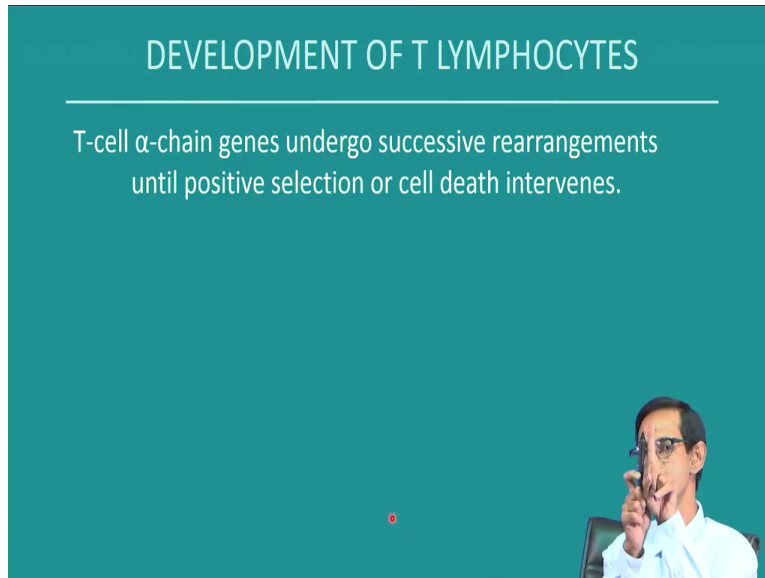 DEVELOPMENT OF T LYMPHOCYTES
T-cell α-chain genes undergo successive rearrangements
until positive selection or cell death intervenes.